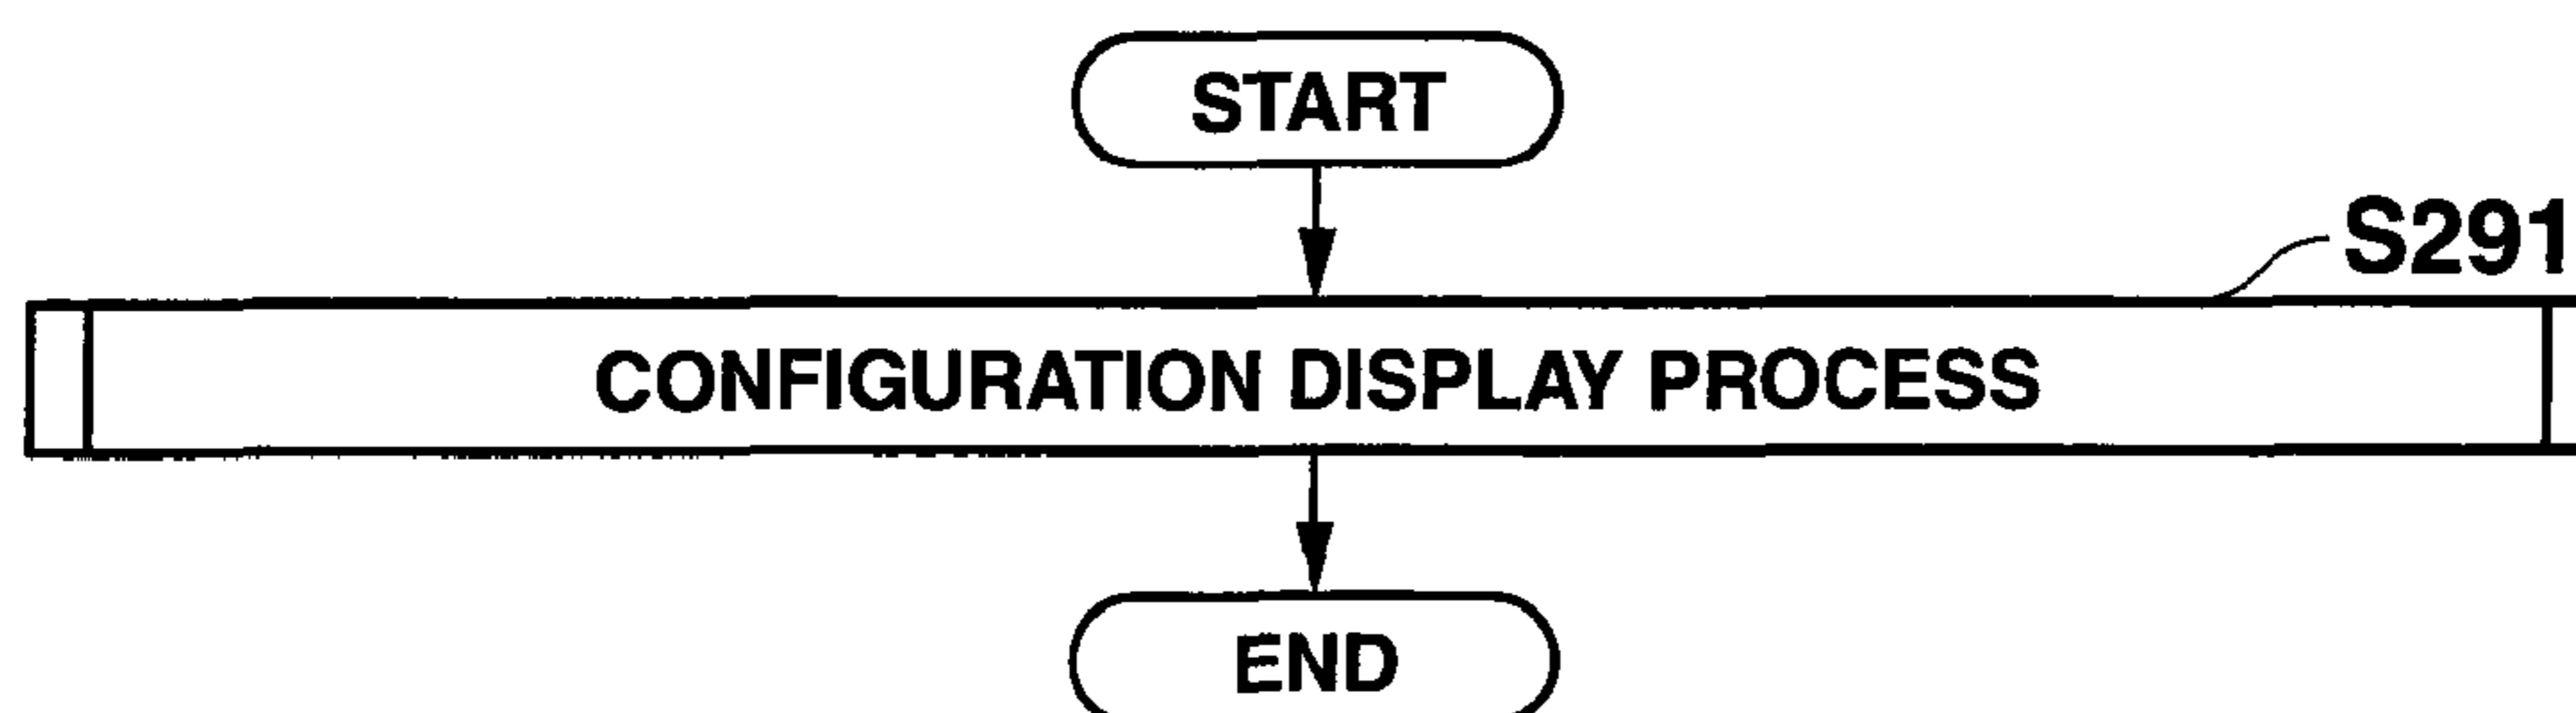 START
S291
CONFIGURATION DISPLAY PROCESS
END